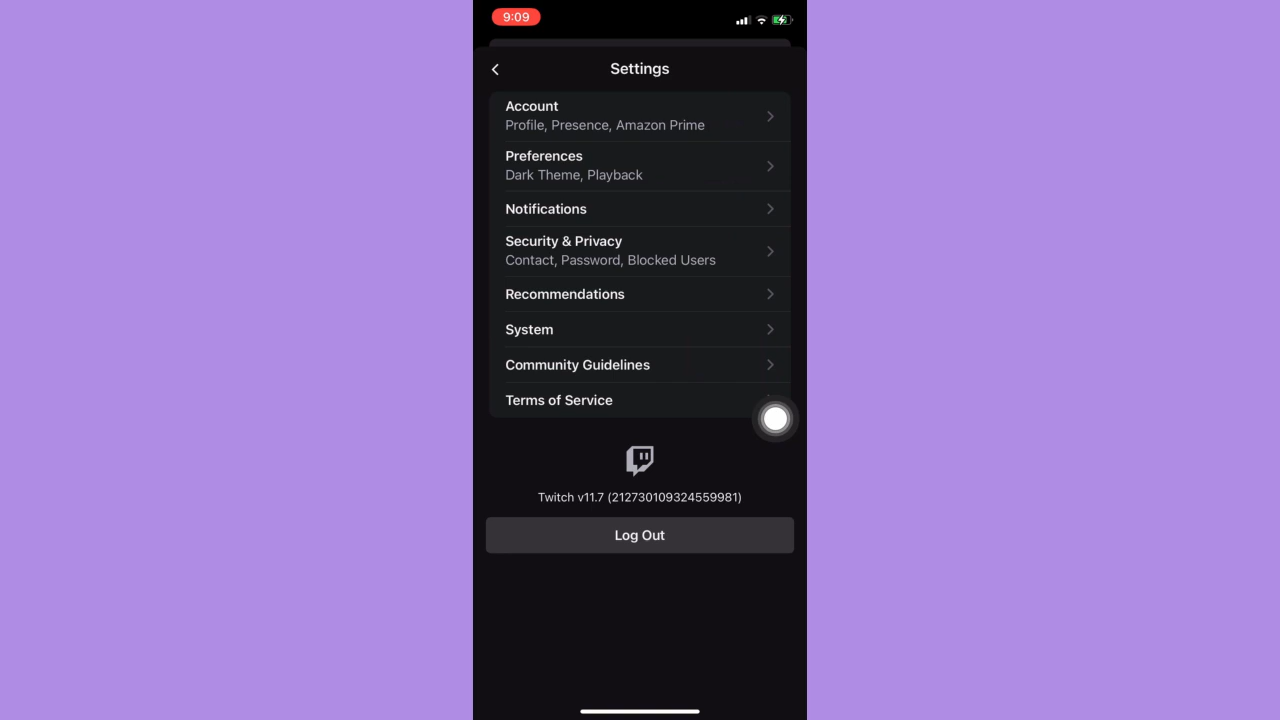 9:09
Settings
Account
Profile, Presence, Amazon Prime
Preferences
Dark Theme, Playback
Notifications
Security & Privacy
Contact, Password, Blocked Users
Recommendations
System
Community Guidelines
Terms of Service
Twitch v11.7 (212730109324559981)
Log Out